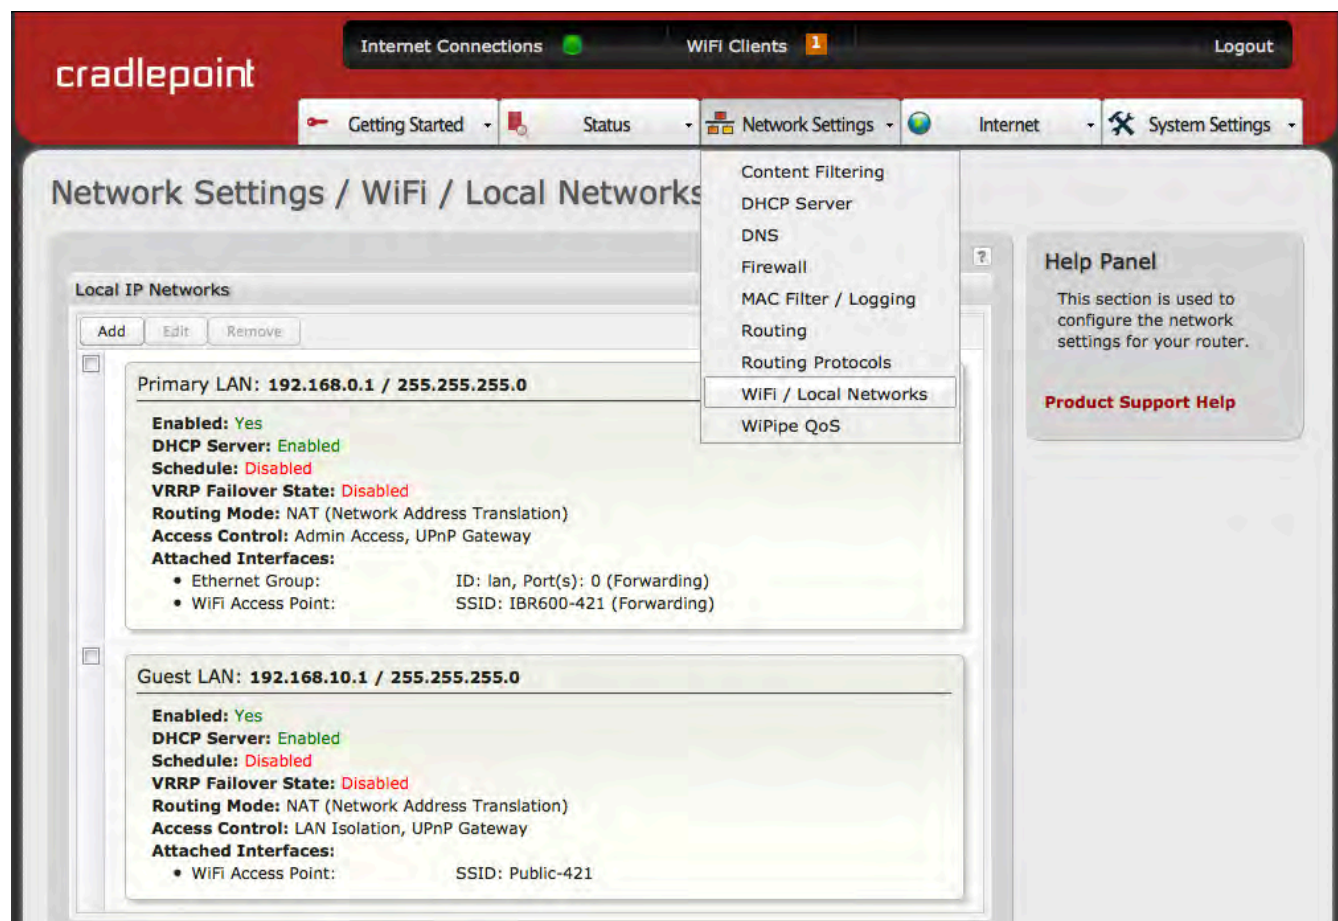 Internet Connections WiFi Clients 1 Logout
cradlepoint
Getting Started Status Network Settings Internet System Settings
Network Settings / WiFi / Local Networks
Content Filtering
DHCP Server
DNS
Firewall
MAC Filter / Logging
Routing
Routing Protocols
WiFi / Local Networks
WiPipe QoS
?
Local IP Networks
Add Edit Remove
Primary LAN: 192.168.0.1 / 255.255.255.0
Enabled: Yes
DHCP Server: Enabled
Schedule: Disabled
VRRP Failover State: Disabled
Routing Mode: NAT (Network Address Translation)
Access Control: Admin Access, UPnP Gateway
Attached Interfaces:
• Ethernet Group: ID: lan, Port(s): 0 (Forwarding)
• WiFi Access Point: SSID: IBR600-421 (Forwarding)
Guest LAN: 192.168.10.1 / 255.255.255.0
Enabled: Yes
DHCP Server: Enabled
Schedule: Disabled
VRRP Failover State: Disabled
Routing Mode: NAT (Network Address Translation)
Access Control: LAN Isolation, UPnP Gateway
Attached Interfaces:
• WiFi Access Point: SSID: Public-421
Help Panel
This section is used to
configure the network
settings for your router.
Product Support Help